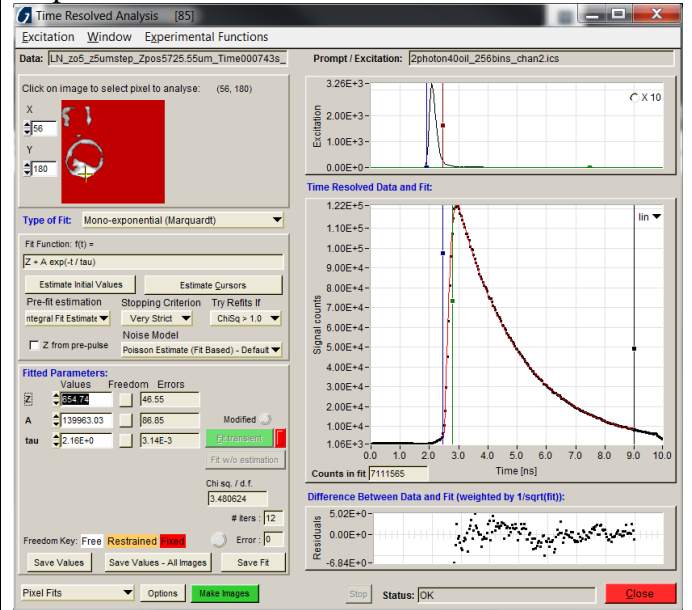 Time Resolved Analysis [85]
Excitation Window Experimental Functions
Data: LN_zo5_z5umstep_Zpos5725.55um_Time000743s_
Prompt / Excitation: 2photon40oil_256bins_chan2.ics
Click on image to select pixel to analyse: (56, 180)
X
56
Y
180
3.26E+3
2.00E+3
1.00E+3
0.00E+0
Excitation
X 10
Time Resolved Data and Fit:
Type of Fit: Mono-exponential (Marquardt)
Fit Function: f(t) =
Z + A exp(-t / tau)
Estimate Initial Values Estimate Cursors
Pre-fit estimation Stopping Criterion Try Refits If
ntegral Fit Estimate Very Strict ChiSq > 1.0
Noise Model
Z from pre-pulse Poisson Estimate (Fit Based) - Default
1.22E+5
1.10E+5
1.00E+5
9.00E+4
8.00E+4
7.00E+4
6.00E+4
5.00E+4
4.00E+4
3.00E+4
2.00E+4
1.06E+3
Signal counts
lin
0.0 1.0 2.0 3.0 4.0 5.0 6.0 7.0 8.0 9.0 10.0
Time [ns]
Counts in fit 7111565
Fitted Parameters:
Values Freedom Errors
Z 654.74 46.55
A 139963.03 86.85 Modified
tau 2.16E+0 3.14E-3 Fit transient
Fit w/o estimation
Chi sq. / d.f.
3.480624
# iters : 12
Freedom Key: Free Restrained Fixed Error : 0
Save Values Save Values - All Images Save Fit
Difference Between Data and Fit (weighted by 1/sqrt(fit)):
5.02E+0
0.00E+0
-6.84E+0
Residuals
Pixel Fits Options Make Images Stop Status: OK Close